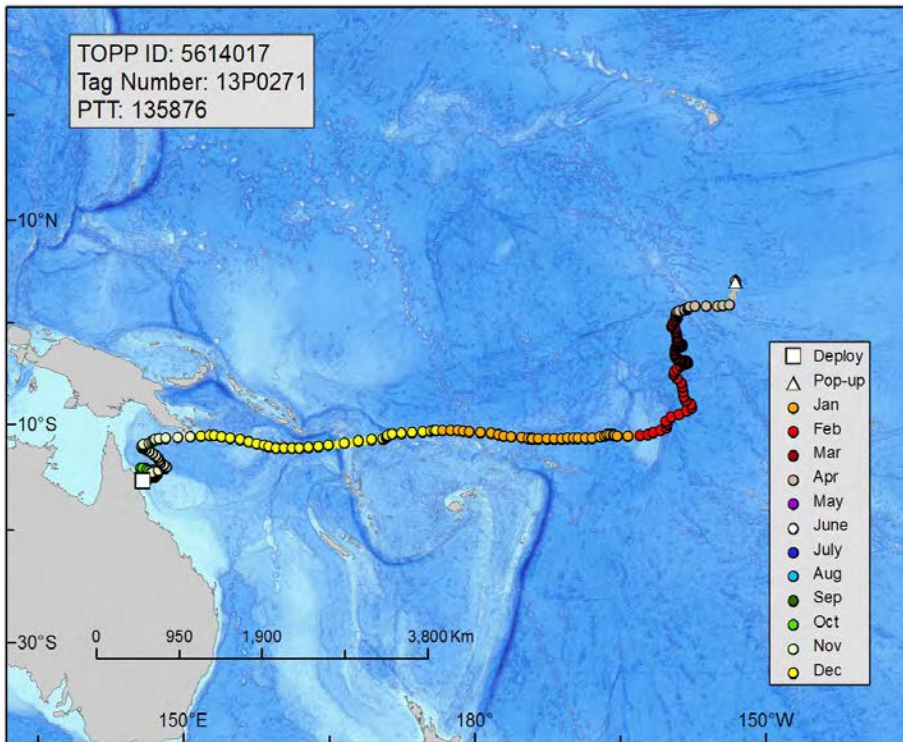 TOPP ID: 5614017
Tag Number: 13P0271
PTT: 135876
10°N
10°S
30°S
0 950 1,900 3,800 Km
150°E 180° 150°W
Deploy
Pop-up
Jan
Feb
Mar
Apr
May
June
July
Aug
Sep
Oct
Nov
Dec